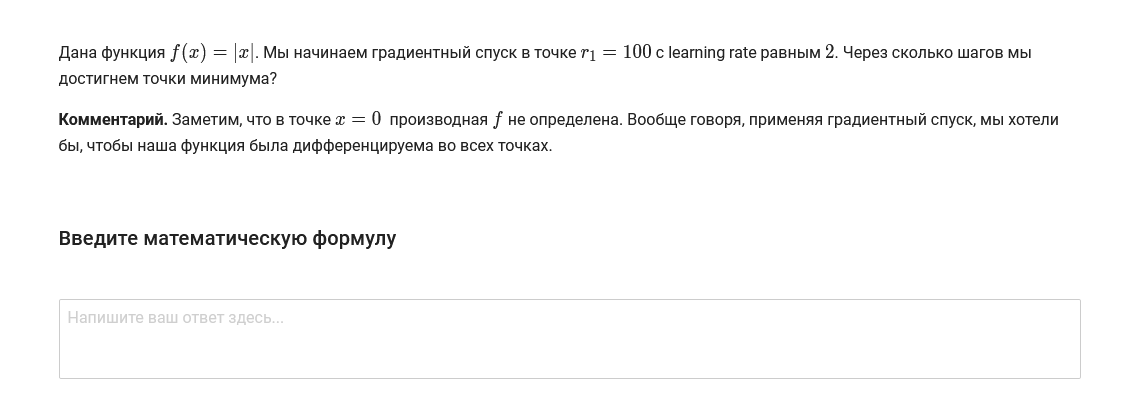 Дана функция f(x) = |x|. Мы начинаем градиентный спуск в точке r₁ = 100 с learning rate равным 2. Через сколько шагов мы
достигнем точки минимума?
Комментарий. Заметим, что в точке x = 0 производная f не определена. Вообще говоря, применяя градиентный спуск, мы хотели
бы, чтобы наша функция была дифференцируема во всех точках.
Введите математическую формулу
Напишите ваш ответ здесь...